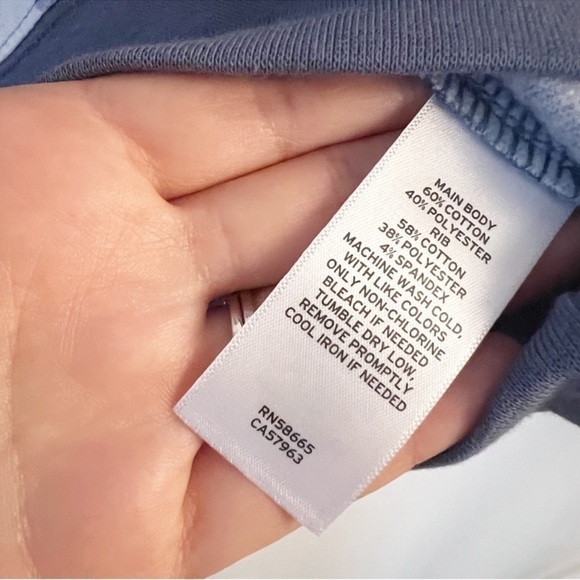 MAIN BODY
60% COTTON
40% POLYESTER
RIB
58% COTTON
38% POLYESTER
4% SPANDEX
MACHINE WASH COLD,
WITH LIKE COLORS
ONLY NON-CHLORINE
BLEACH IF NEEDED
TUMBLE DRY LOW,
REMOVE PROMPTLY
COOL IRON IF NEEDED
RN58665
CA57963